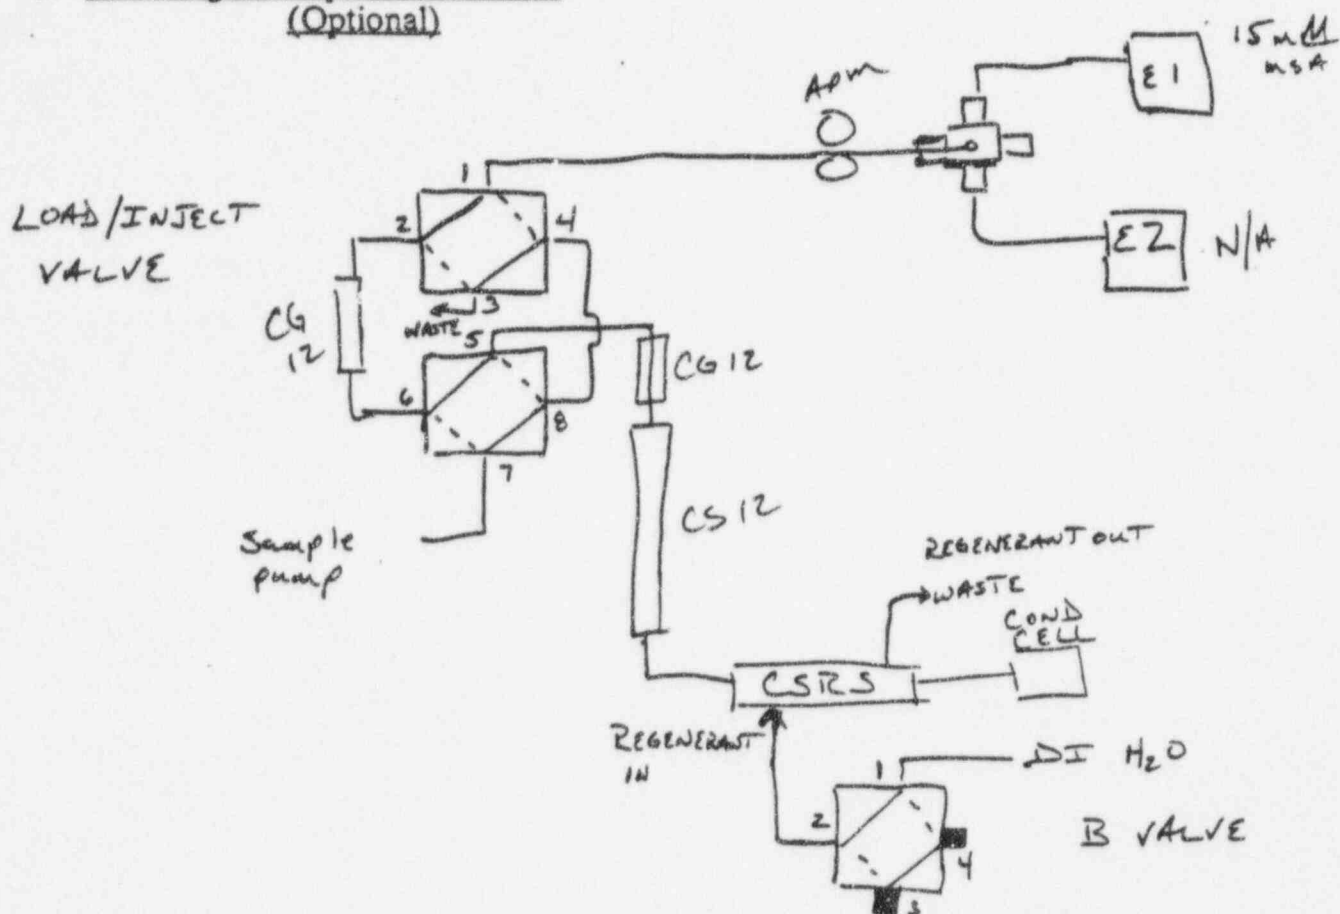 (Optional)
15 mM
MSA
E1
APM
1
LOAD/INJECT
VALVE
2
4
E2
N/A
3
WASTE
CG
12
5
CG12
6
8
7
CS12
Sample
pump
REGENERANT OUT
WASTE
COND
CELL
CSRS
REGENERANT
IN
1
DI H2O
2
B VALVE
4
3